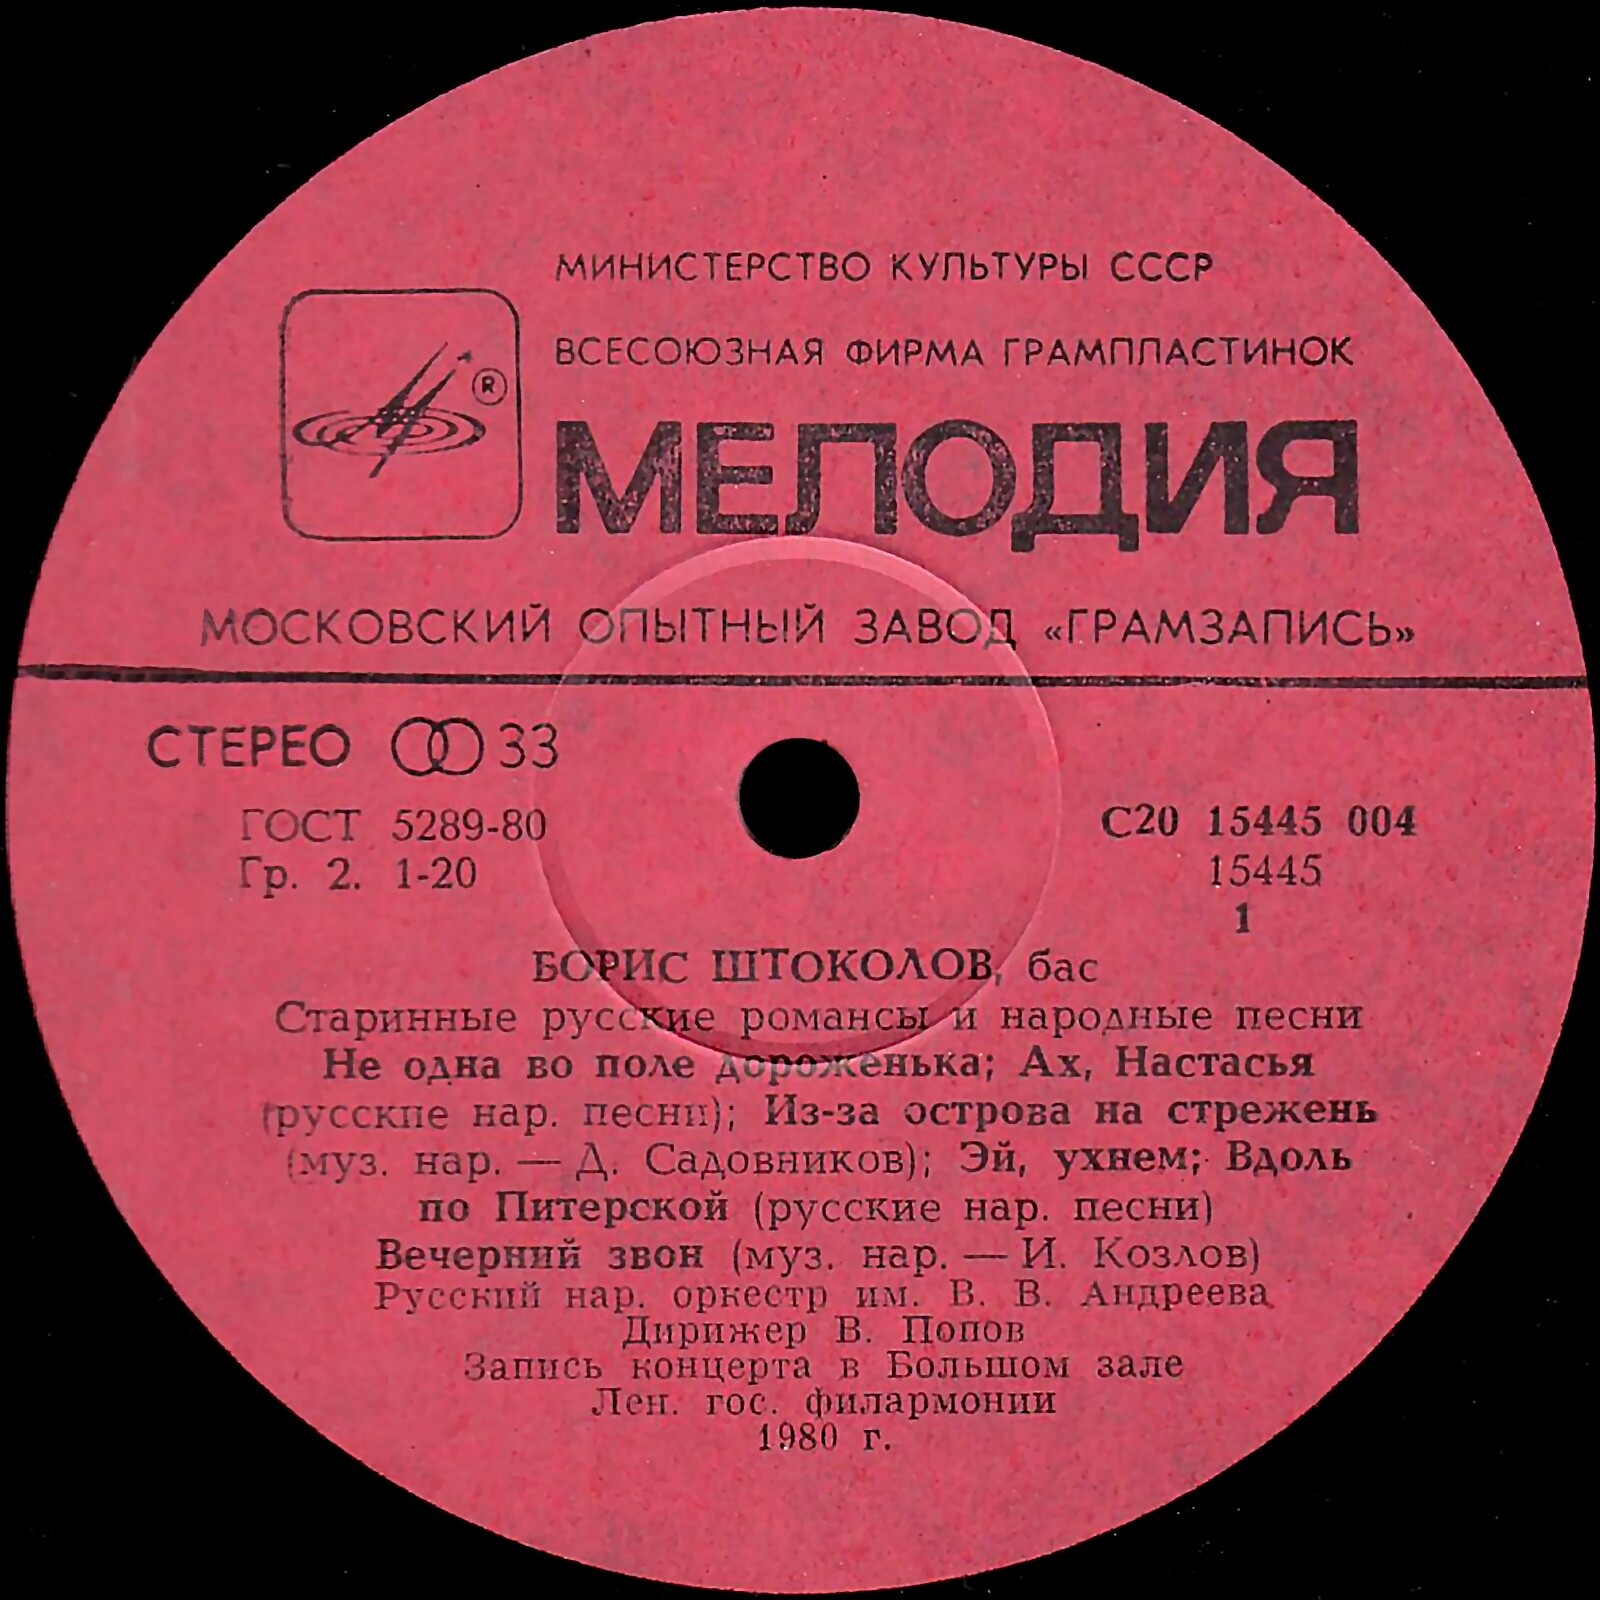 МИНИСТЕРСТВО КУЛЬТУРЫ СССР
ВСЕСОЮЗНАЯ ФИРМА ГРАМПЛАСТИНОК
®
МЕЛОДИЯ
МОСКОВСКИЙ ОПЫТНЫЙ ЗАВОД «ГРАМЗАПИСЬ»
СТЕРЕО 33
ГОСТ 5289-80
Гр. 2. 1-20
С20 15445 004
15445
1
БОРИС ШТОКОЛОВ, бас
Старинные русские романсы и народные песни
Не одна во поле дороженька; Ах, Настасья
(русские нар. песни); Из-за острова на стрежень
(муз. нар. — Д. Садовников); Эй, ухнем; Вдоль
по Питерской (русские нар. песни)
Вечерний звон (муз. нар. — И. Козлов)
Русский нар. оркестр им. В. В. Андреева
Дирижер В. Попов
Запись концерта в Большом зале
Лен. гос. филармонии
1980 г.